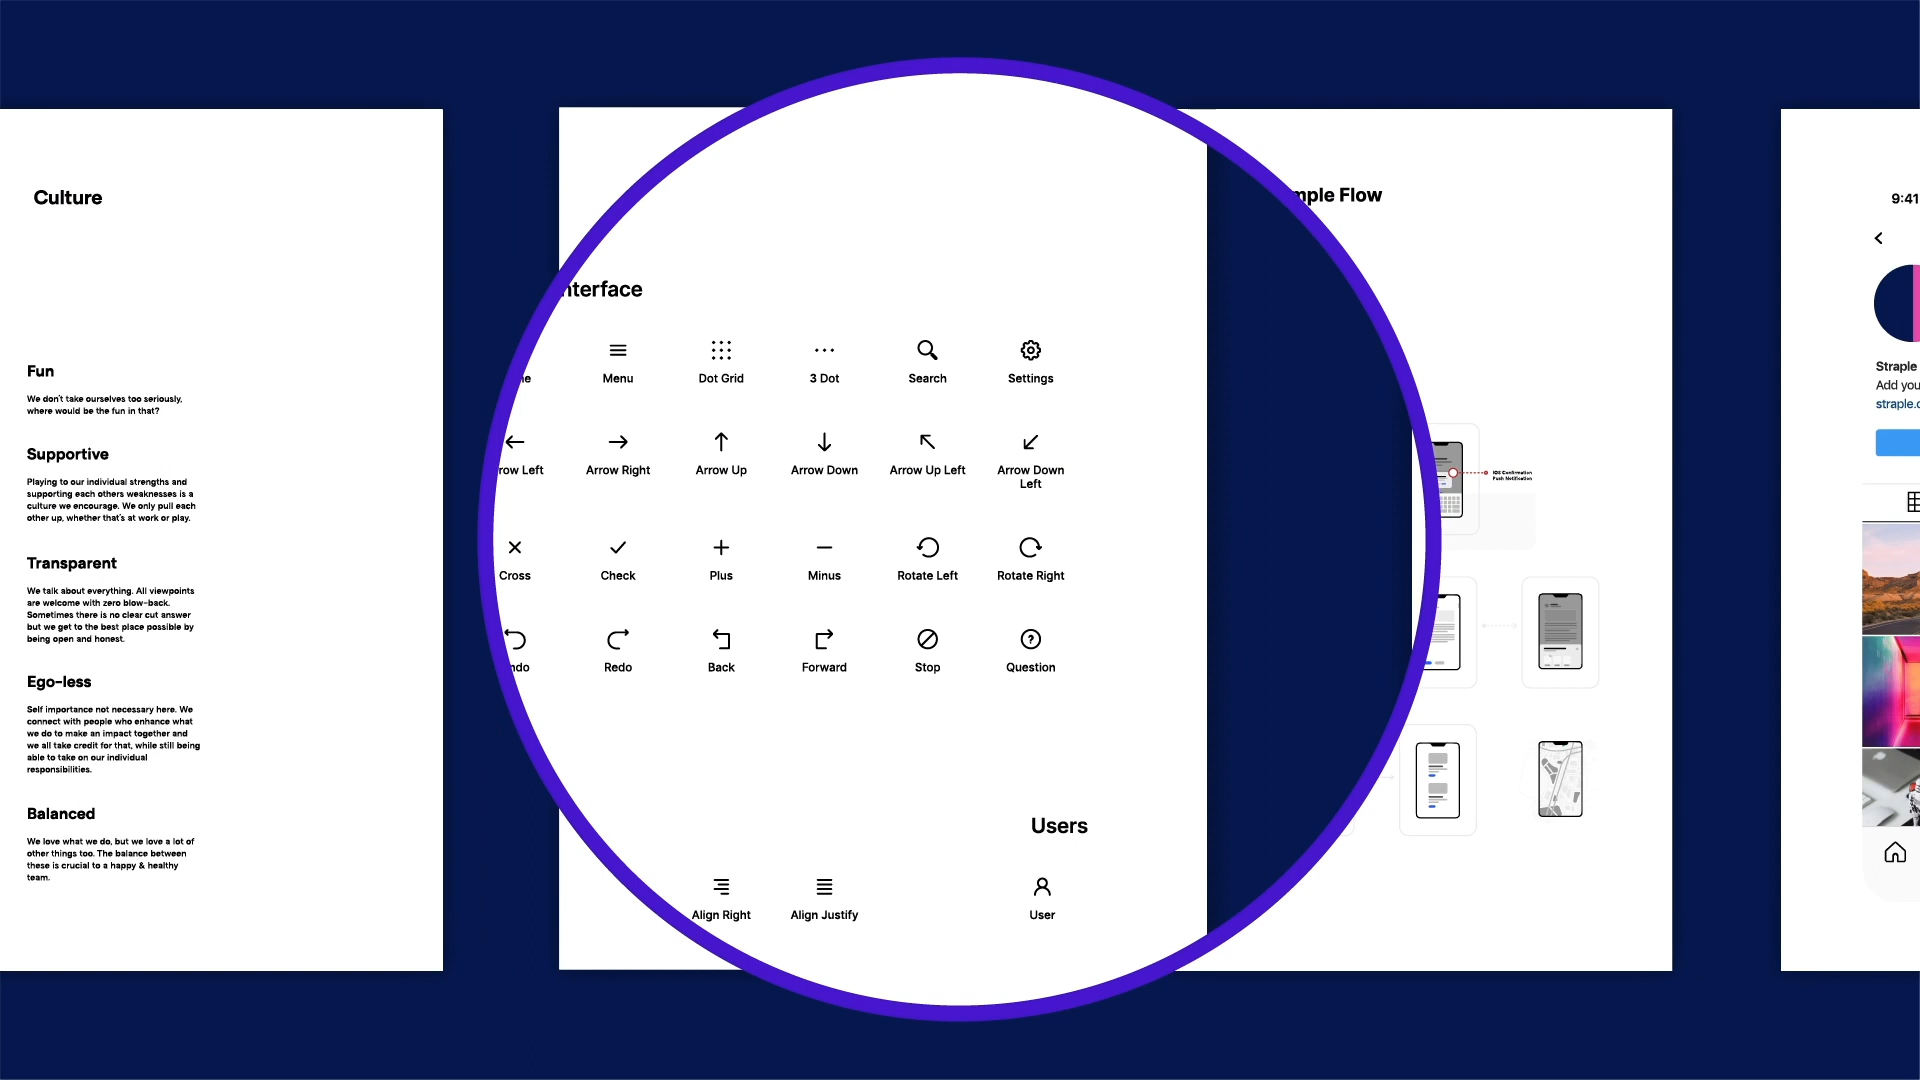 Culture
Fun
We don't take ourselves too seriously,
where would be the fun in that?
Supportive
Playing to our individual strengths and
supporting each others weaknesses is a
culture we encourage. We only pull each
other up, whether that's at work or play.
Transparent
We talk about everything. All viewpoints
are welcome with zero blow-back.
Sometimes there is no clear cut answer
but we get to the best place possible by
being open and honest.
Ego-less
Self importance not necessary here. We
connect with people who enhance what
we do to make an impact together and
we all take credit for that, while still being
able to take on our individual
responsibilities.
Balanced
We love what we do, but we love a lot of
other things too. The balance between
these is crucial to a happy & healthy
team.
nterface
Menu
Dot Grid
3 Dot
Search
Settings
row Left
Arrow Right
Arrow Up
Arrow Down
Arrow Up Left
Arrow Down
Left
Cross
Check
Plus
Minus
Rotate Left
Rotate Right
ndo
Redo
Back
Forward
Stop
Question
Align Right
Align Justify
Users
User
mple Flow
iOS Confirmation
Push Notification
9:41
Straple
Add you
straple.c